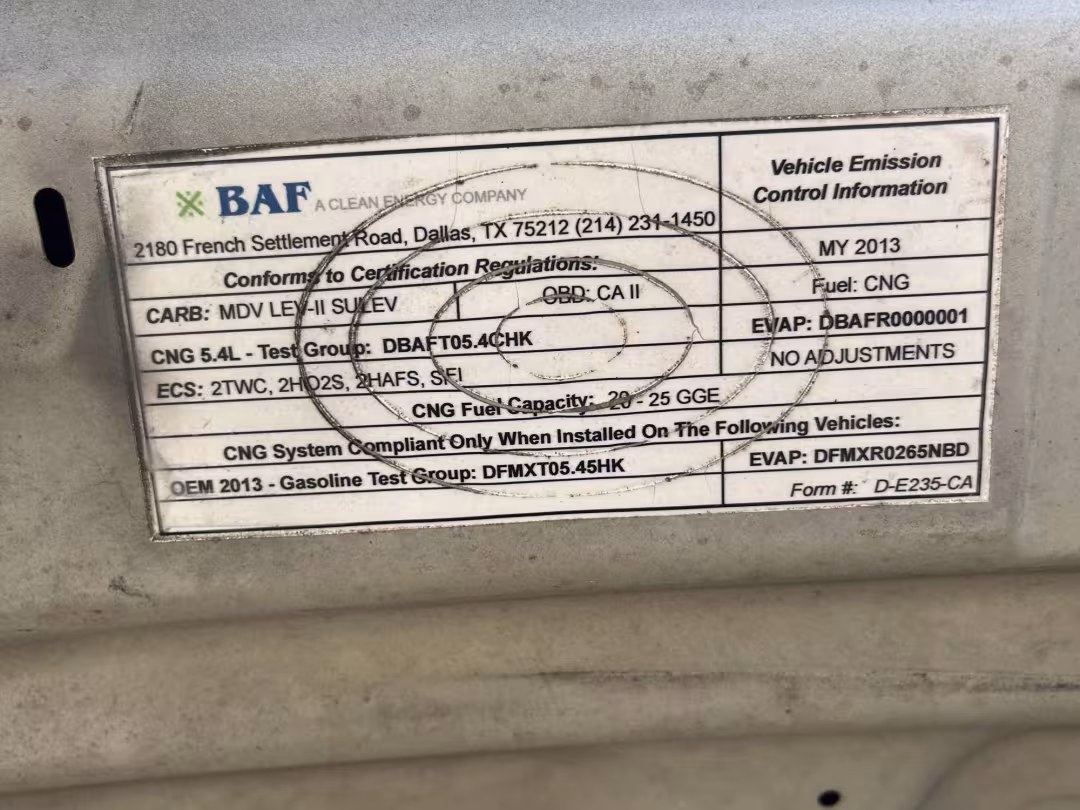 BAF A CLEAN ENERGY COMPANY
2180 French Settlement Road, Dallas, TX 75212 (214) 231-1450
Conforms to Certification Regulations:
CARB: MDV LEV-II SULEV
OBD: CA II
CNG 5.4L - Test Group: DBAFT05.4CHK
ECS: 2TWC, 2HO2S, 2HAFS, SFI
CNG Fuel Capacity: 20 - 25 GGE
CNG System Compliant Only When Installed On The Following Vehicles:
OEM 2013 - Gasoline Test Group: DFMXT05.45HK
Vehicle Emission
Control Information
MY 2013
Fuel: CNG
EVAP: DBAFR0000001
NO ADJUSTMENTS
EVAP: DFMXR0265NBD
Form #: D-E235-CA